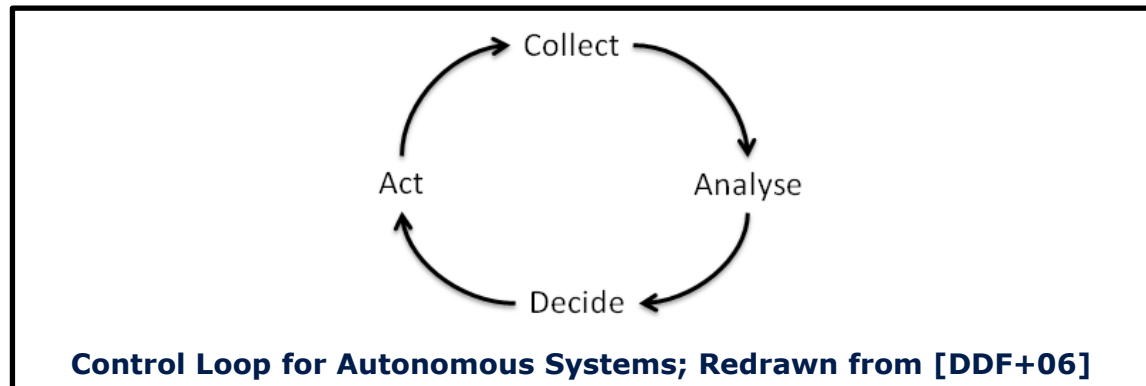 Collect
Act
Analyse
Decide
Control Loop for Autonomous Systems; Redrawn from [DDF+06]